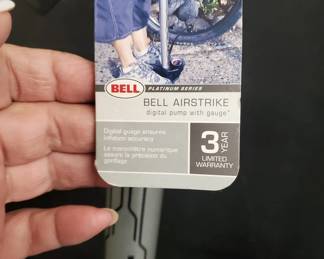 BELL PLATINUM SERIES
BELL AIRSTRIKE
digital pump with gauge
Digital guage ensures
inflation accuracy
Le manomètre numérique
assure la précision du
gonflage
3 YEAR
LIMITED
WARRANTY